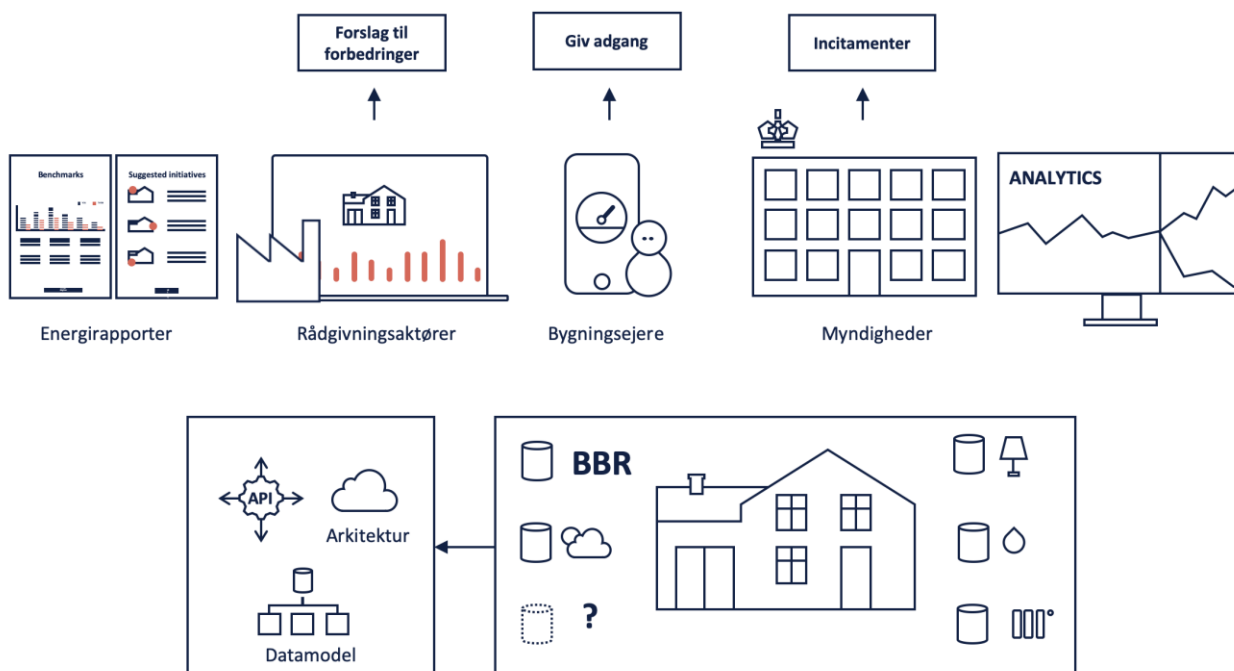 Forslag til
forbedringer
Giv adgang
Incitamenter
Benchmarks
Suggested initiatives
ANALYTICS
Energirapporter
Rådgivningsaktører
Bygningsejere
Myndigheder
API
Arkitektur
Datamodel
BBR
?